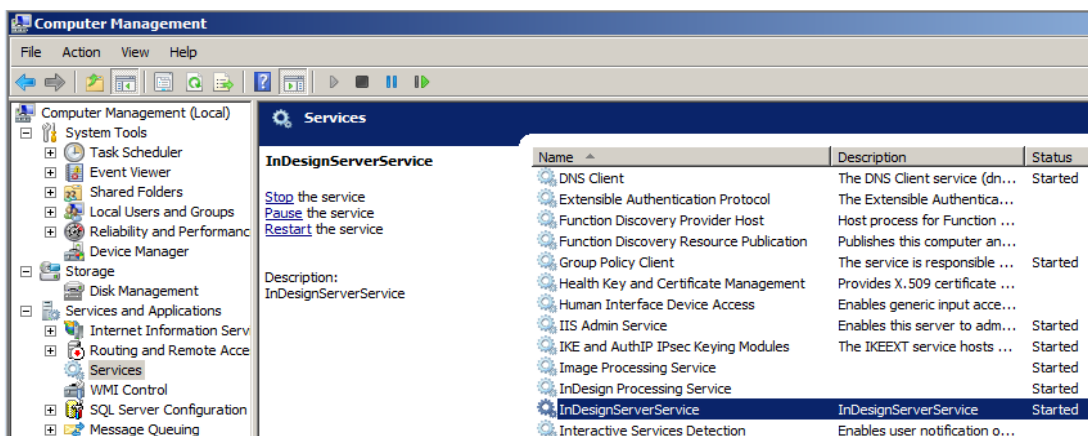 Computer Management
File Action View Help
Computer Management (Local)
System Tools
Task Scheduler
Event Viewer
Shared Folders
Local Users and Groups
Reliability and Performanc
Device Manager
Storage
Disk Management
Services and Applications
Internet Information Serv
Routing and Remote Acce
Services
WMI Control
SQL Server Configuration
Message Queuing
Services
InDesignServerService
Stop the service
Pause the service
Restart the service
Description:
InDesignServerService
Name Description Status
DNS Client The DNS Client service (dn... Started
Extensible Authentication Protocol The Extensible Authentica...
Function Discovery Provider Host Host process for Function ...
Function Discovery Resource Publication Publishes this computer an...
Group Policy Client The service is responsible ... Started
Health Key and Certificate Management Provides X.509 certificate ...
Human Interface Device Access Enables generic input acce...
IIS Admin Service Enables this server to adm... Started
IKE and AuthIP IPsec Keying Modules The IKEEXT service hosts ... Started
Image Processing Service Started
InDesign Processing Service Started
InDesignServerService InDesignServerService Started
Interactive Services Detection Enables user notification o...